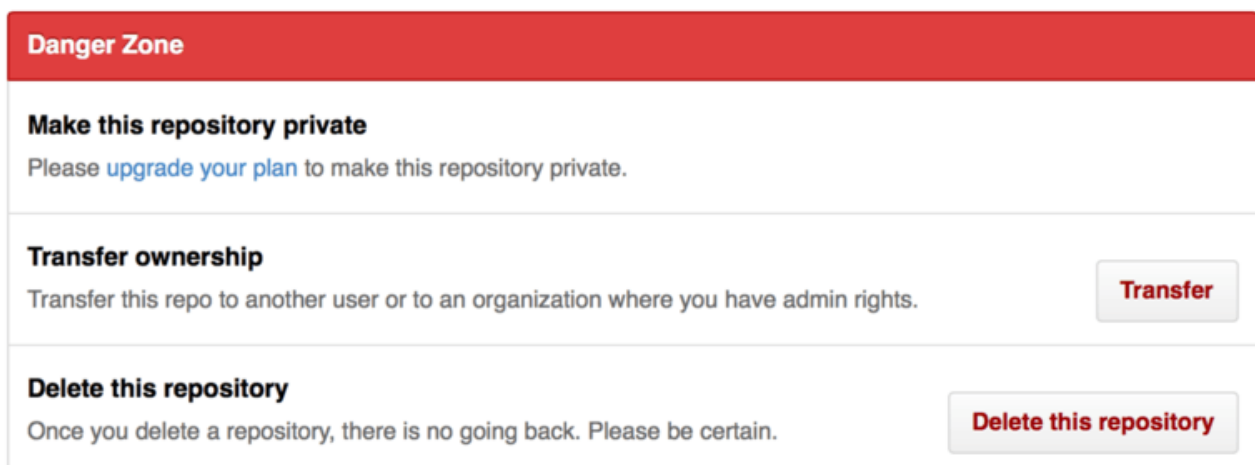 Danger Zone
Make this repository private
Please upgrade your plan to make this repository private.
Transfer ownership
Transfer this repo to another user or to an organization where you have admin rights.
Transfer
Delete this repository
Once you delete a repository, there is no going back. Please be certain.
Delete this repository